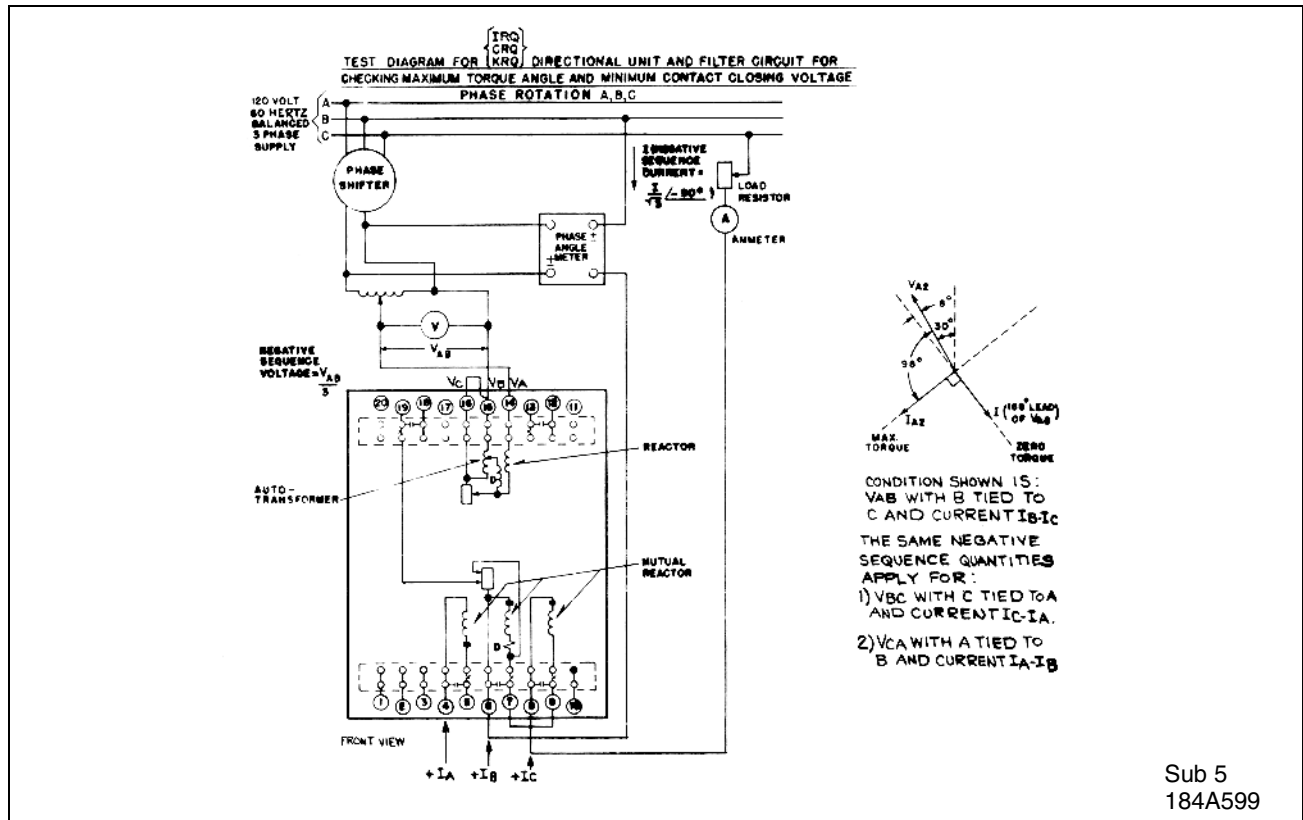 IRQ
CRQ
TEST DIAGRAM FOR KRQ DIRECTIONAL UNIT AND FILTER CIRCUIT FOR
CHECKING MAXIMUM TORQUE ANGLE AND MINIMUM CONTACT CLOSING VOLTAGE
PHASE ROTATION A,B,C
120 VOLT
60 HERTZ
BALANCED
3 PHASE
SUPPLY
A
B
C
PHASE
SHIFTER
SEQUENCE
CURRENT =
I
√3 /-90° )
LOAD
RESISTOR
A
AMMETER
PHASE ±
ANGLE
± METER
V
VAB
NEGATIVE
SEQUENCE
VOLTAGE = VAB
3
VC VB VA
20 19 18 17 16 15 14 13 12 11
REACTOR
D
AUTO-
TRANSFORMER
MUTUAL
REACTOR
D
1 2 3 4 5 6 7 8 9 10
FRONT VIEW
+IA +IB +IC
VA2
8°
30°
98°
IA2
MAX.
TORQUE
I ( LEAD
OF VAB)
ZERO
TORQUE
CONDITION SHOWN IS:
VAB WITH B TIED TO
C AND CURRENT IB-IC
THE SAME NEGATIVE
SEQUENCE QUANTITIES
APPLY FOR:
1) VBC WITH C TIED TO A
AND CURRENT IC-IA.
2) VCA WITH A TIED TO
B AND CURRENT IA-IB
Sub 5
184A599